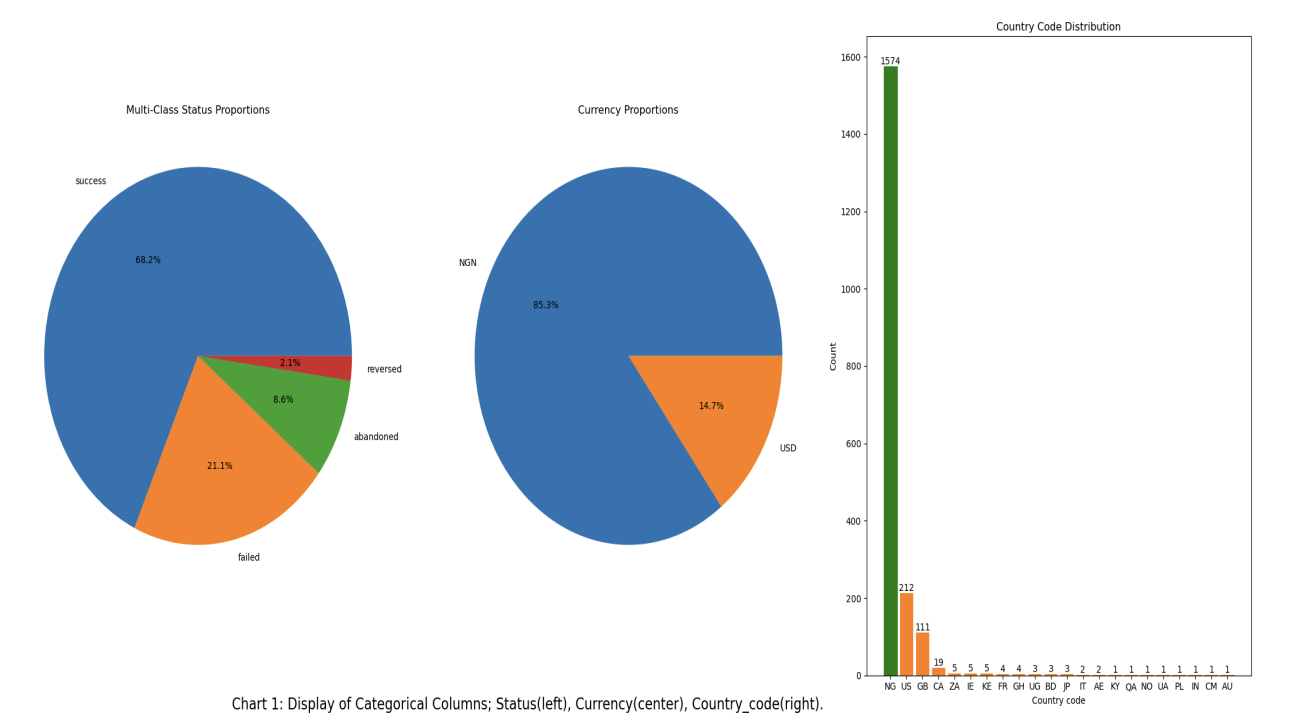 Multi-Class Status Proportions
success
68.2%
2.1%
reversed
8.6%
abandoned
21.1%
failed
Currency Proportions
NGN
85.3%
14.7%
USD
Country Code Distribution
1600
1400
1200
1000
800
600
400
200
0
Count
1574
212
111
19 5 5 5 4 4 3 3 3 2 2 1 1 1 1 1 1 1 1
NG US GB CA ZA IE KE FR GH UG BD JP IT AE KY QA NO UA PL IN CM AU
Country code
Chart 1: Display of Categorical Columns; Status(left), Currency(center), Country_code(right).